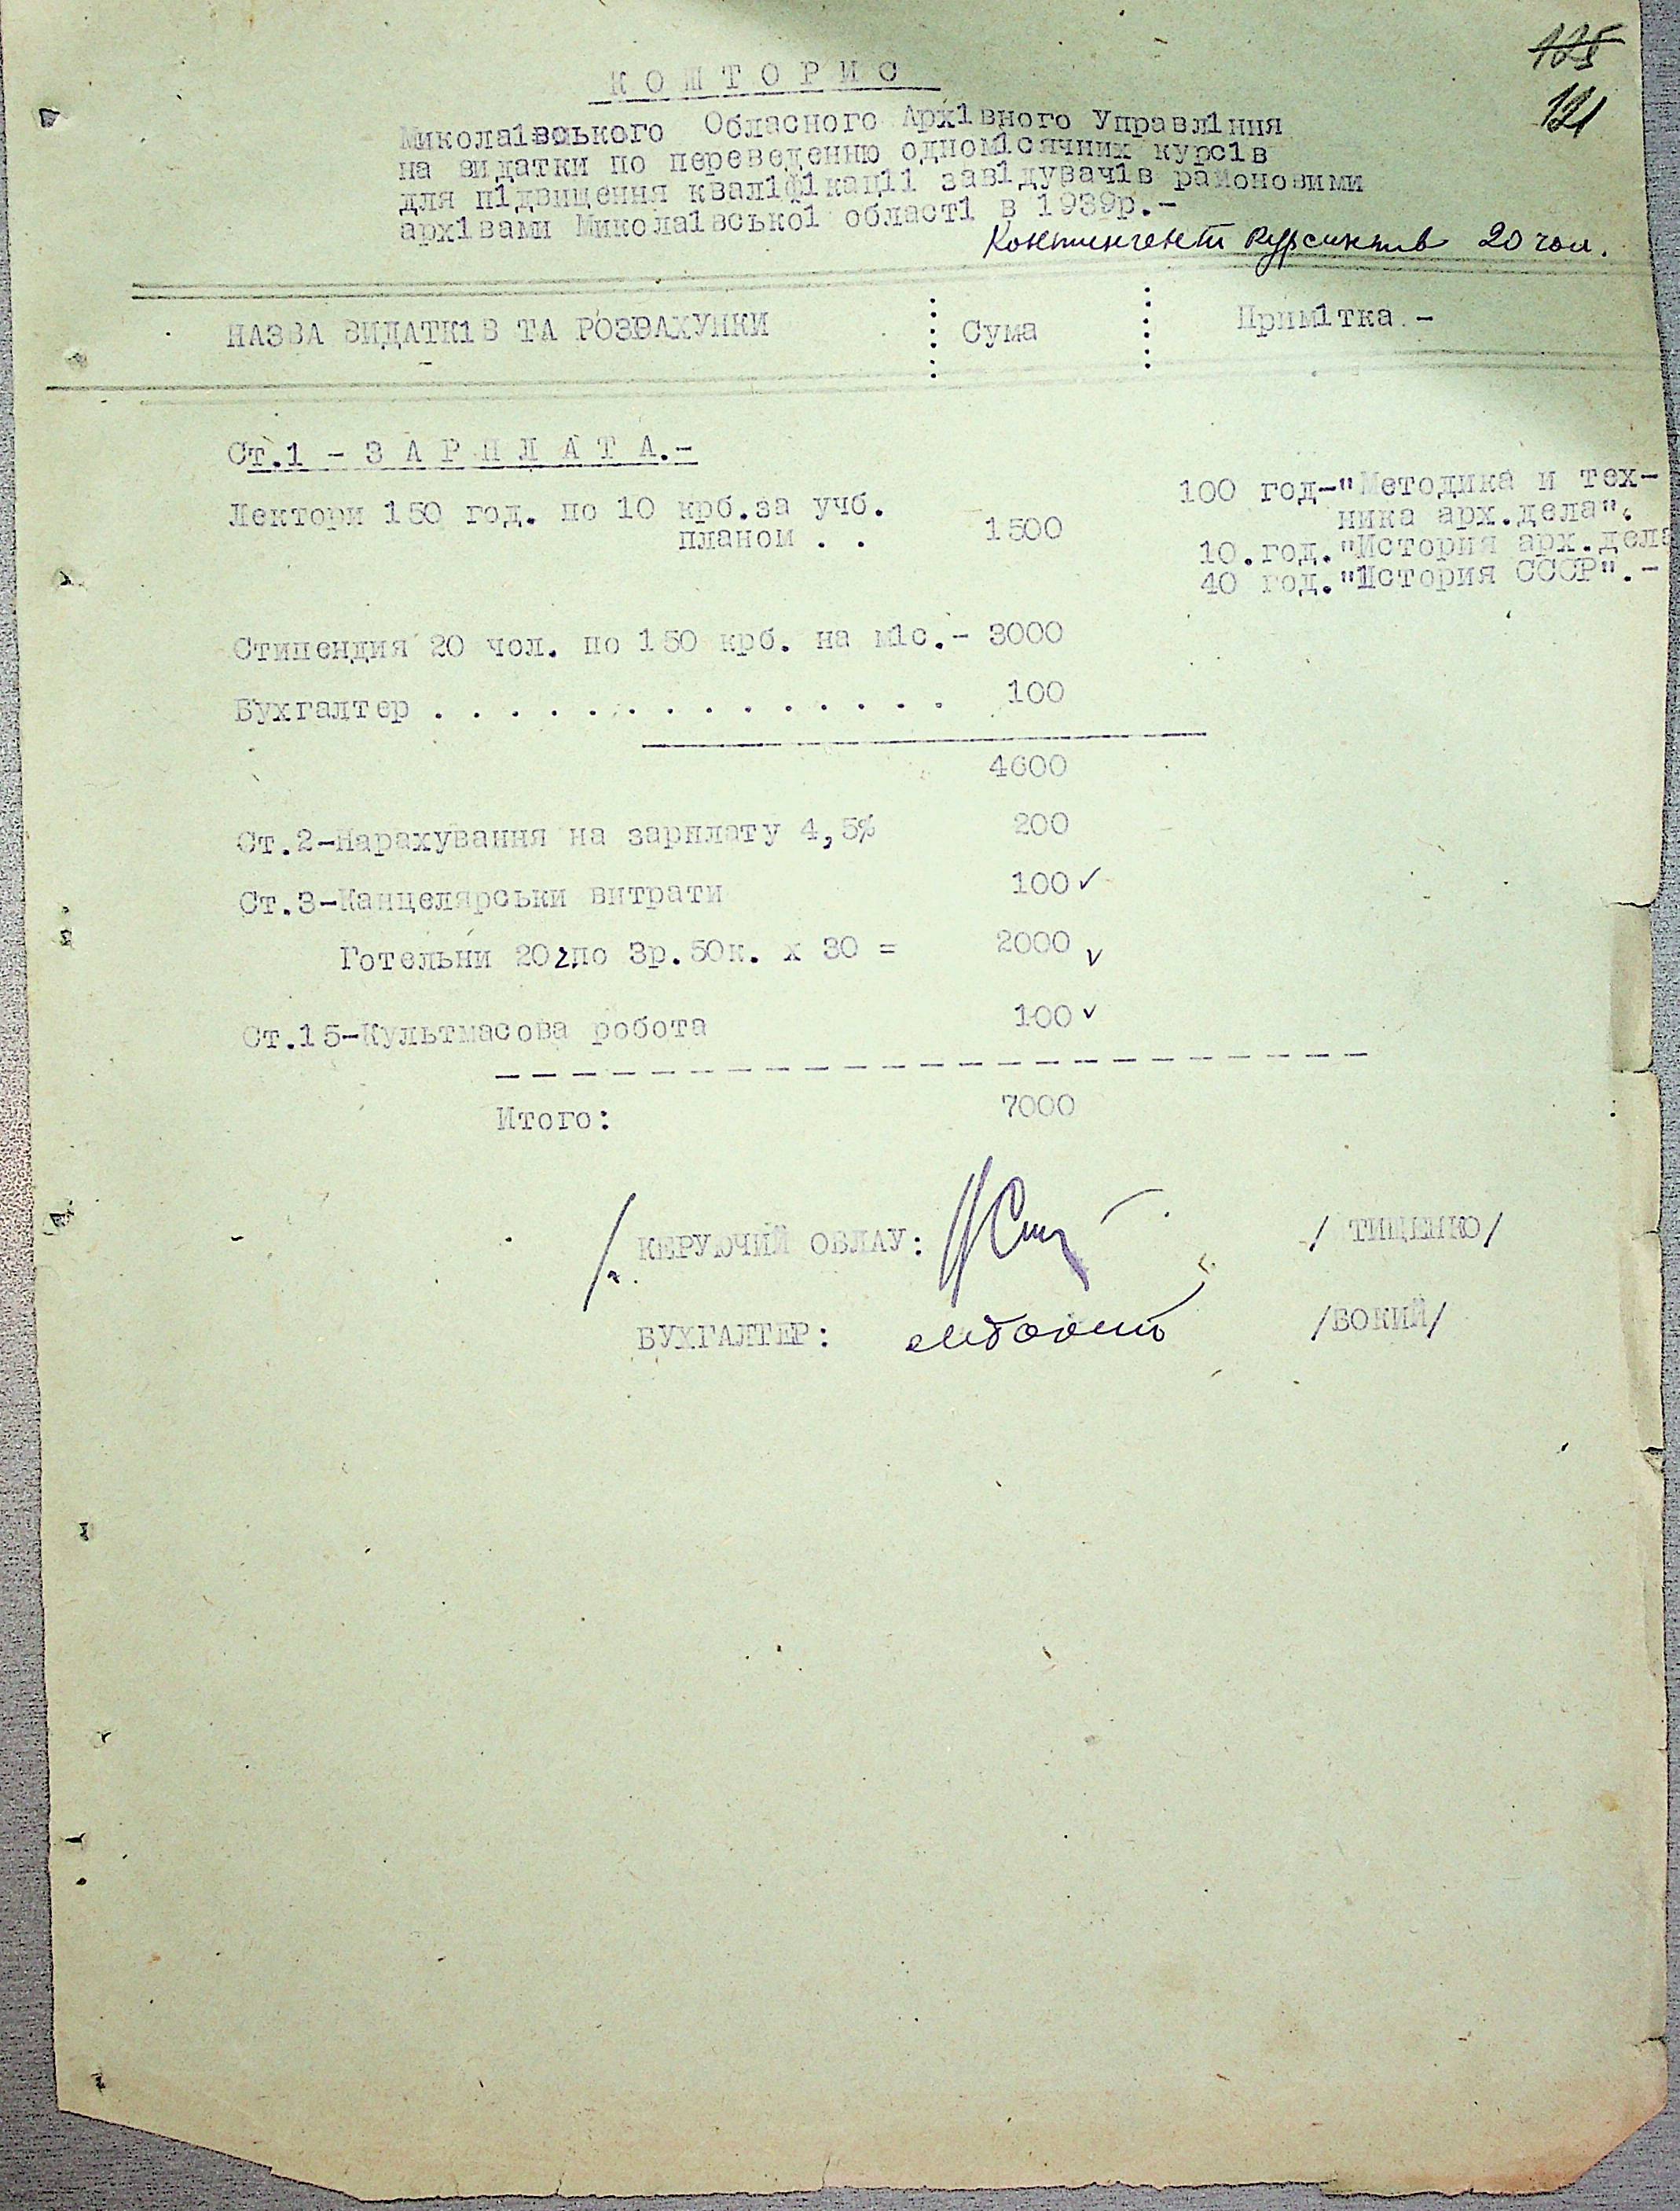 125
121
К О Ш Т О Р И С
Миколаівського Обласного Архівного Управління
на видатки по переведенню одномісячних курсів
для підвищення кваліфікаціі завідувачів районовими
архівами Миколаівськоі області в 1939р.-
Контингент курсантів 20 чол.
НАЗВА ВИДАТКІВ ТА РОЗРАХУНКИ : Сума : Примітка.-
Ст.1 - З А Р П Л А Т А.-
Лектори 150 год. по 10 крб.за учб. 100 год-"Методика и тех-
планом . . 1500 ника арх.дела".
10.год."История арх.дела
40 год."История СССР".-
Стипендия 20 чол. по 150 крб. на міс.- 3000
Бухгалтер . . . . . . . . . . . . . . 100
4600
Ст.2-Нарахування на зарплату 4,5% 200
Ст.3-Канцелярськи витрати 100 ✓
Готельни 20 ч.по 3р.50к. х 30 = 2000 ✓
Ст.15-Культмасова робота 100 ✓
Итого: 7000
КЕРУЮЧИЙ ОБЛАУ: / ТИЩЕНКО/
БУХГАЛТЕР: /БОКИЙ/